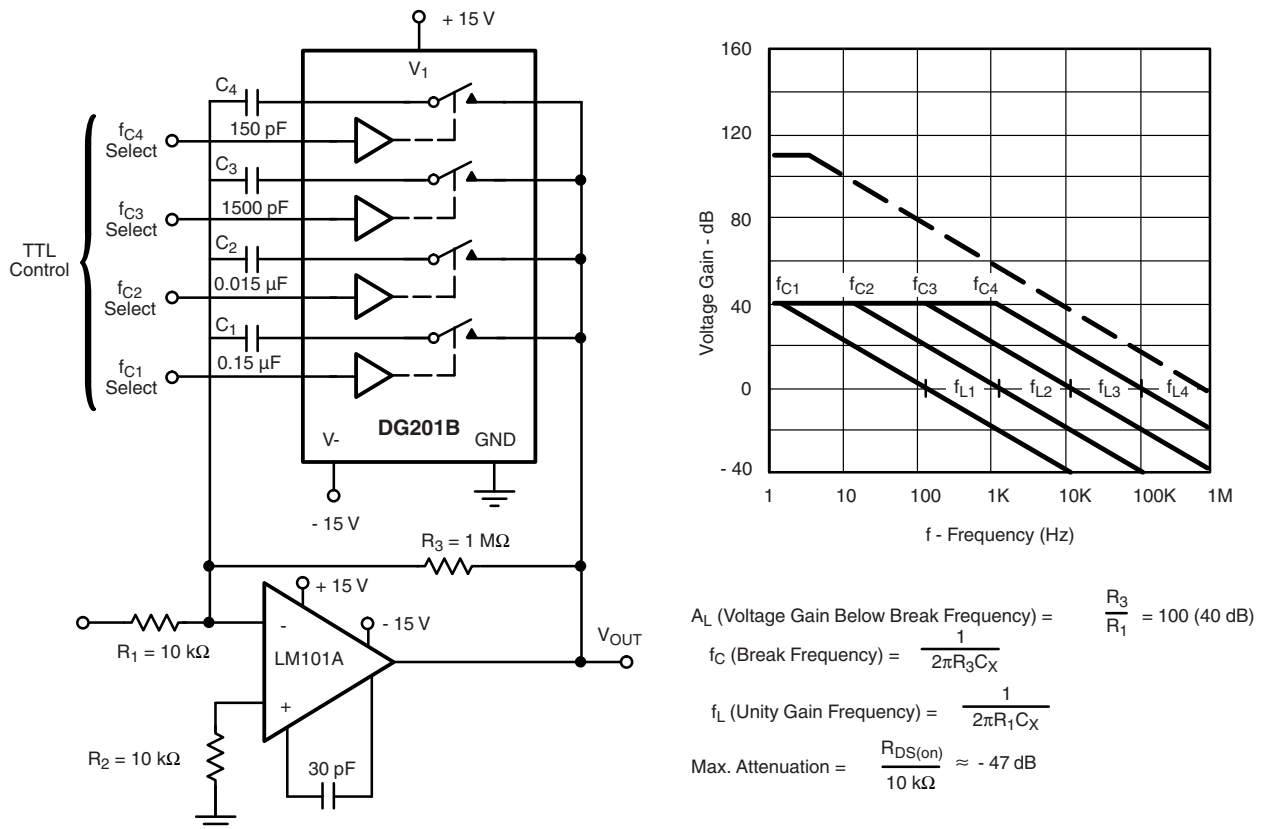 + 15 V
V1
C4
150 pF
fC4
Select
C3
1500 pF
fC3
Select
TTL
Control
C2
0.015 µF
fC2
Select
C1
0.15 µF
fC1
Select
V-
DG201B
GND
- 15 V
R3 = 1 MΩ
+ 15 V
- 15 V
-
LM101A
+
R1 = 10 kΩ
VOUT
R2 = 10 kΩ
30 pF
160
120
80
40
0
- 40
Voltage Gain - dB
fC1
fC2
fC3
fC4
fL1
fL2
fL3
fL4
1
10
100
1K
10K
100K
1M
f - Frequency (Hz)
AL (Voltage Gain Below Break Frequency) = R3 / R1 = 100 (40 dB)
fC (Break Frequency) = 1 / 2πR3CX
fL (Unity Gain Frequency) = 1 / 2πR1CX
Max. Attenuation = RDS(on) / 10 kΩ ≈ - 47 dB